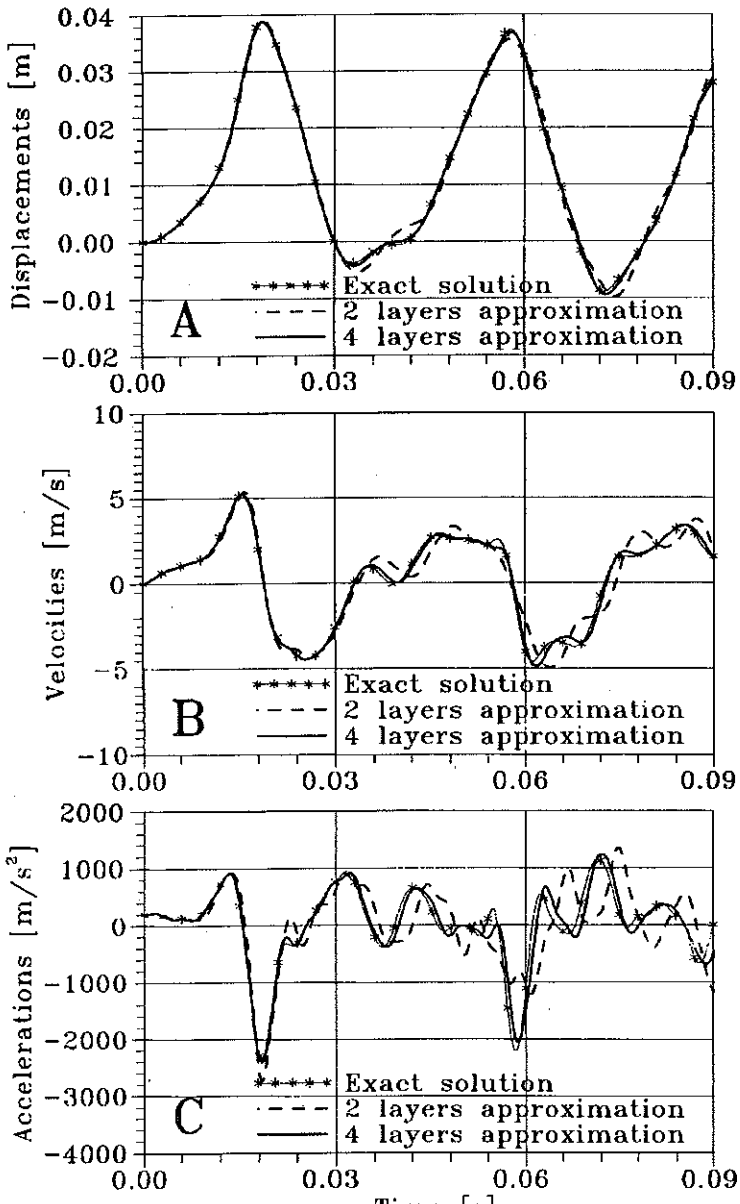 Displacements [m]
0.04
0.03
0.02
0.01
0.00
-0.01
-0.02
A
Exact solution
2 layers approximation
4 layers approximation
0.00 0.03 0.06 0.09
Velocities [m/s]
10
5
0
-5
-10
B
Exact solution
2 layers approximation
4 layers approximation
0.00 0.03 0.06 0.09
Accelerations [m/s²]
2000
1000
0
-1000
-2000
-3000
-4000
C
Exact solution
2 layers approximation
4 layers approximation
0.00 0.03 0.06 0.09